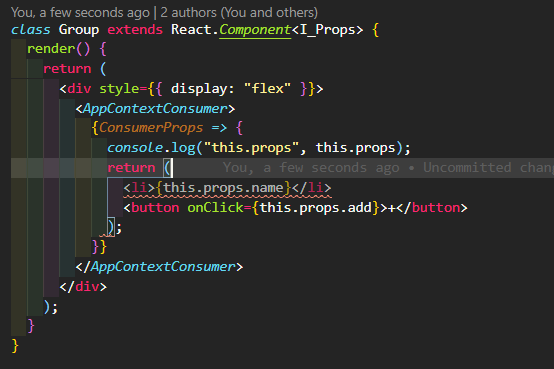 You, a few seconds ago | 2 authors (You and others)
class Group extends React.Component<I_Props> {
render() {
return (
<div style={{ display: "flex" }}>
<AppContextConsumer>
{ConsumerProps => {
console.log("this.props", this.props);
return ( You, a few seconds ago • Uncommitted chan
<li>{this.props.name}</li>
<button onClick={this.props.add}>+</button>
);
}}
</AppContextConsumer>
</div>
);
}
}